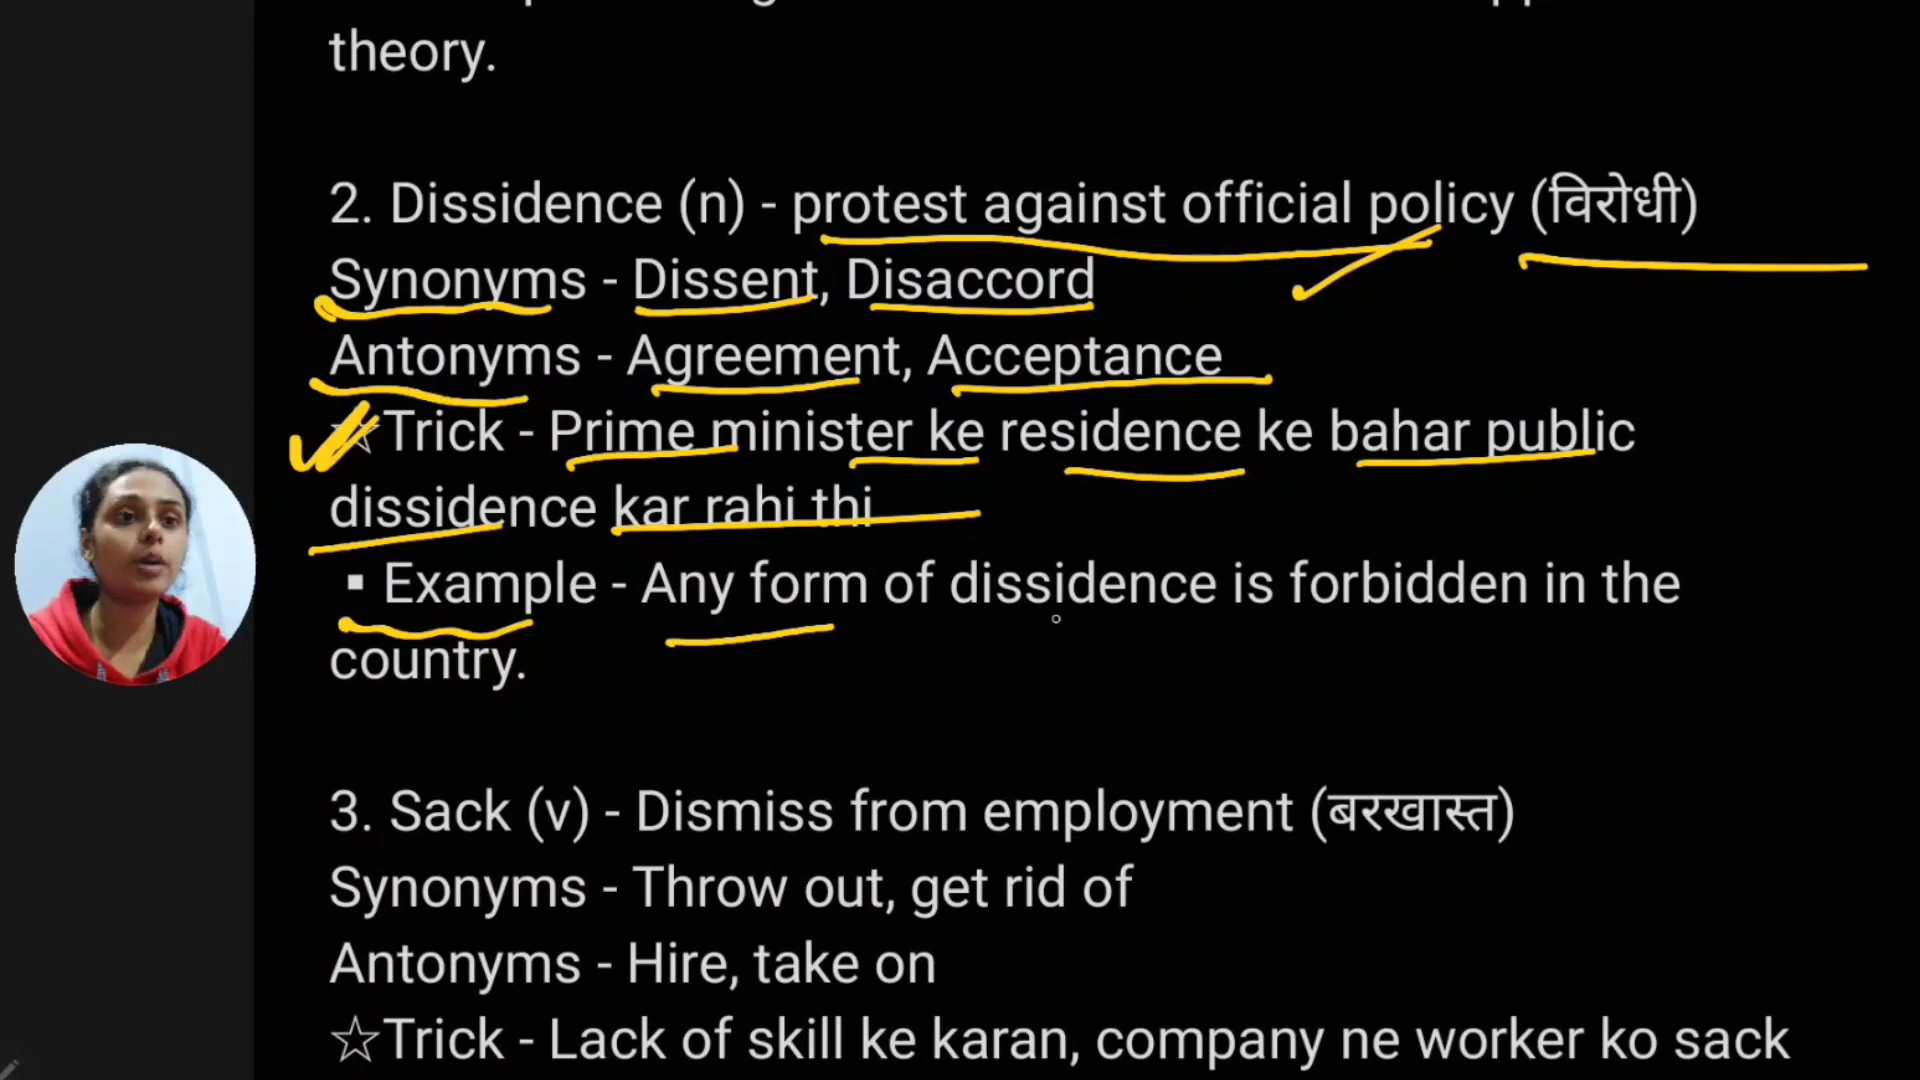 theory.
2. Dissidence (n) - protest against official policy (विरोधी)
Synonyms - Dissent, Disaccord
Antonyms - Agreement, Acceptance
☆Trick - Prime minister ke residence ke bahar public
dissidence kar rahi thi
▪ Example - Any form of dissidence is forbidden in the
country.
3. Sack (v) - Dismiss from employment (बरखास्त)
Synonyms - Throw out, get rid of
Antonyms - Hire, take on
☆Trick - Lack of skill ke karan, company ne worker ko sack